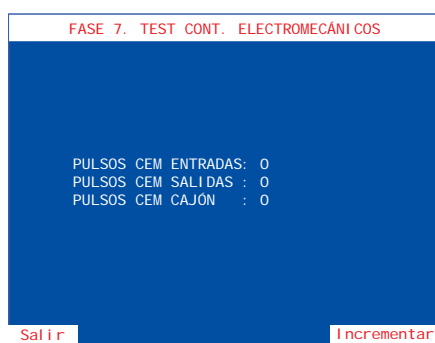 FASE 7. TEST CONT. ELECTROMECÁNICOS
PULSOS CEM ENTRADAS: 0
PULSOS CEM SALIDAS : 0
PULSOS CEM CAJÓN : 0
Salir Incrementar